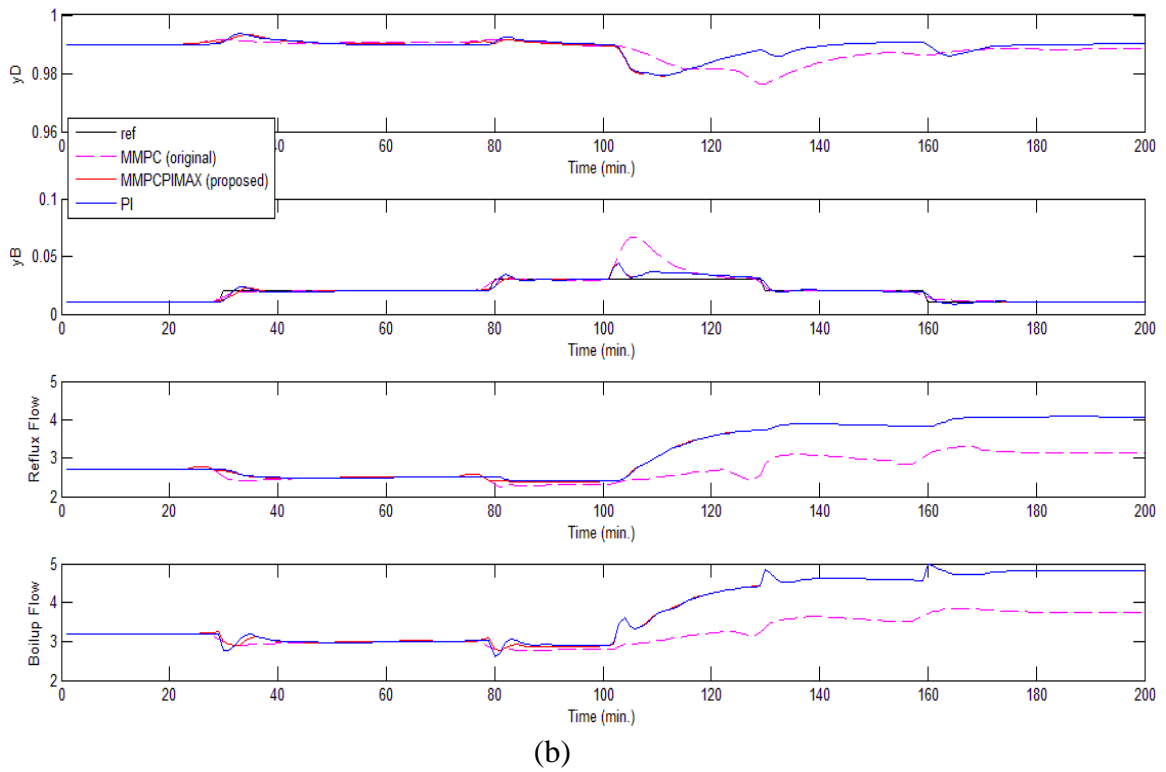 1
0.98
0.96
yD
0 20 40 60 80 100 120 140 160 180 200
Time (min.)
ref
MMPC (original)
MMPCPIMAX (proposed)
PI
0.1
0.05
0
yB
0 20 40 60 80 100 120 140 160 180 200
Time (min.)
5
4
3
2
Reflux Flow
0 20 40 60 80 100 120 140 160 180 200
Time (min.)
5
4
3
2
Boilup Flow
0 20 40 60 80 100 120 140 160 180 200
Time (min.)
(b)